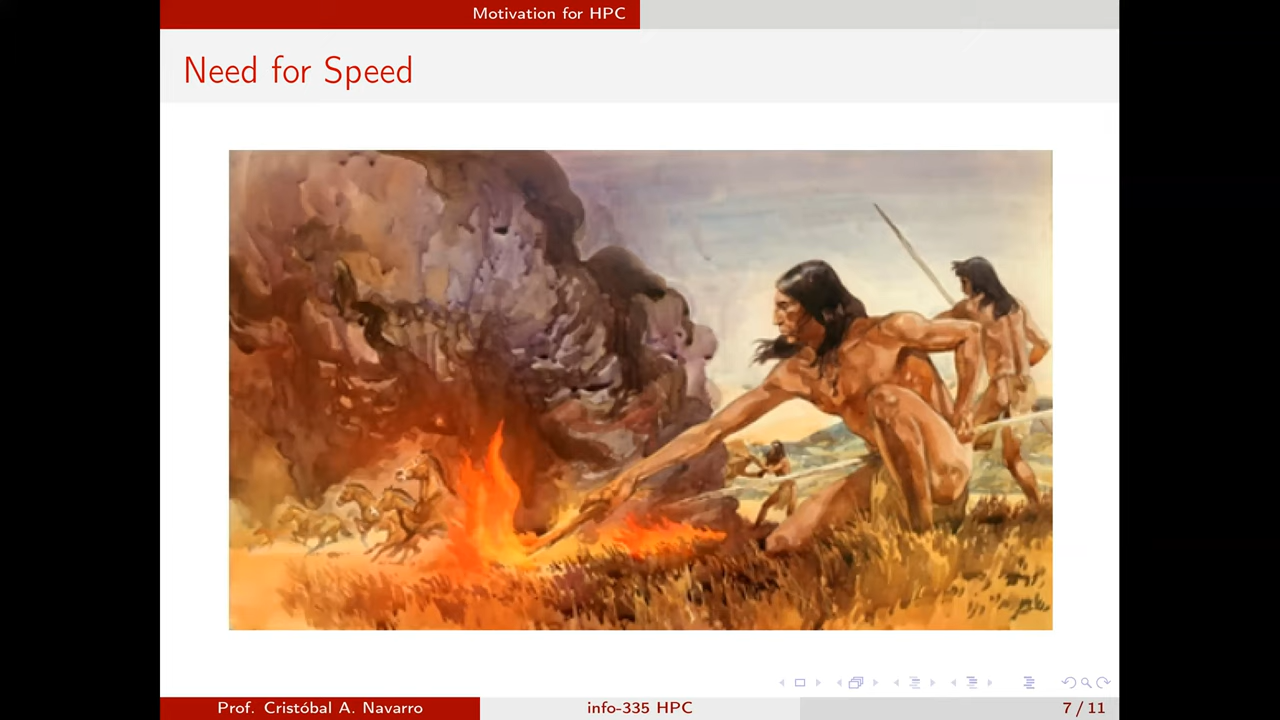 Motivation for HPC
Need for Speed
Prof. Cristóbal A. Navarro
info-335 HPC
7 / 11